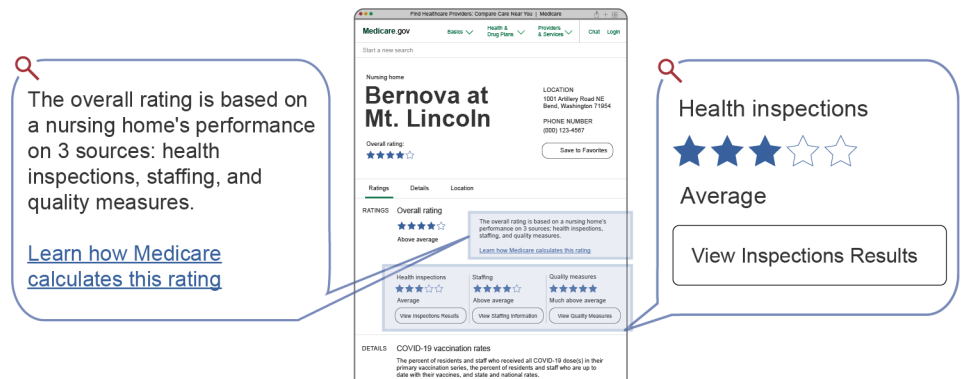 The overall rating is based on
a nursing home's performance
on 3 sources: health
inspections, staffing, and
quality measures.
Learn how Medicare
calculates this rating
Find Healthcare Providers: Compare Care Near You | Medicare
Medicare.gov
Basics
Health &
Drug Plans
Providers
& Services
Chat
Login
Start a new search
Nursing home
Bernova at
Mt. Lincoln
Overall rating:
LOCATION
1001 Artillery Road NE
Bend, Washington 71954
PHONE NUMBER
(000) 123-4567
Save to Favorites
Ratings
Details
Location
RATINGS
Overall rating
Above average
The overall rating is based on a nursing home's
performance on 3 sources: health inspections,
staffing, and quality measures.
Learn how Medicare calculates this rating
Health inspections
Average
View Inspections Results
Staffing
Above average
View Staffing Information
Quality measures
Much above average
View Quality Measures
DETAILS
COVID-19 vaccination rates
The percent of residents and staff who received all COVID-19 dose(s) in their
primary vaccination series, the percent of residents and staff who are up to
date with their vaccines, and state and national rates.
Health inspections
Average
View Inspections Results